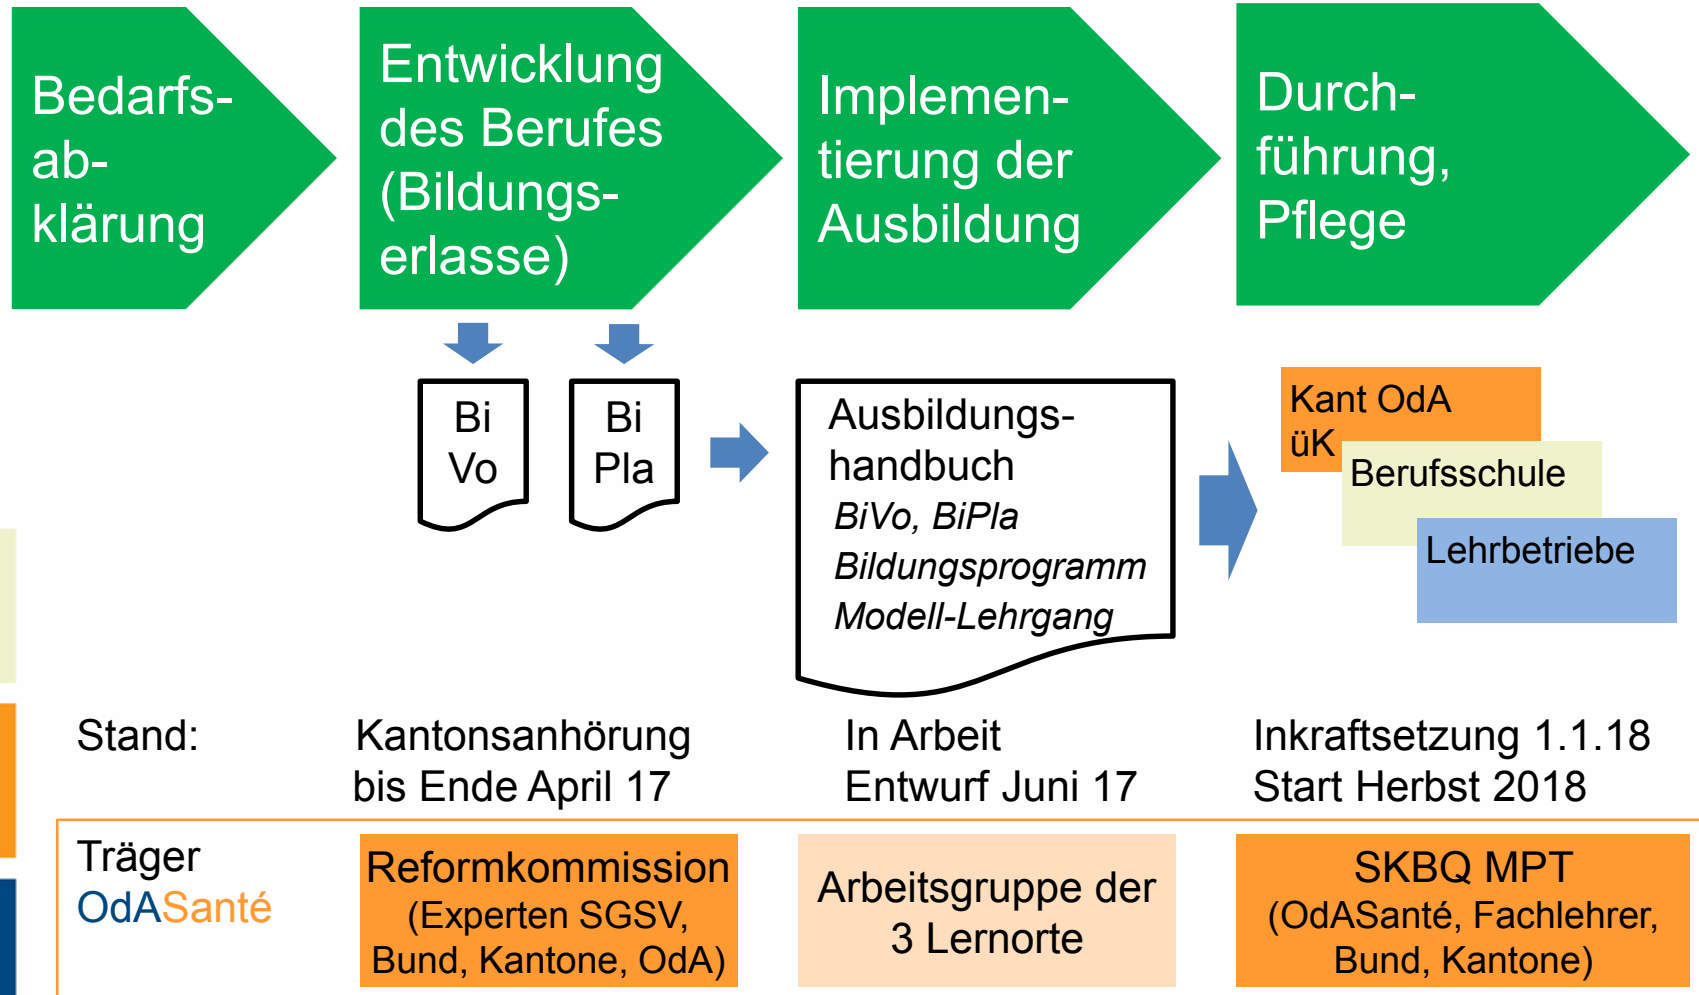 Bedarfs-
ab-
klärung
Entwicklung
des Berufes
(Bildungs-
erlasse)
Implemen-
tierung der
Ausbildung
Durch-
führung,
Pflege
Bi
Vo
Bi
Pla
Ausbildungs-
handbuch
BiVo, BiPla
Bildungsprogramm
Modell-Lehrgang
Kant OdA
üK
Berufsschule
Lehrbetriebe
Stand:
Kantonsanhörung
bis Ende April 17
In Arbeit
Entwurf Juni 17
Inkraftsetzung 1.1.18
Start Herbst 2018
Träger
OdASanté
Reformkommission
(Experten SGSV,
Bund, Kantone, OdA)
Arbeitsgruppe der
3 Lernorte
SKBQ MPT
(OdASanté, Fachlehrer,
Bund, Kantone)